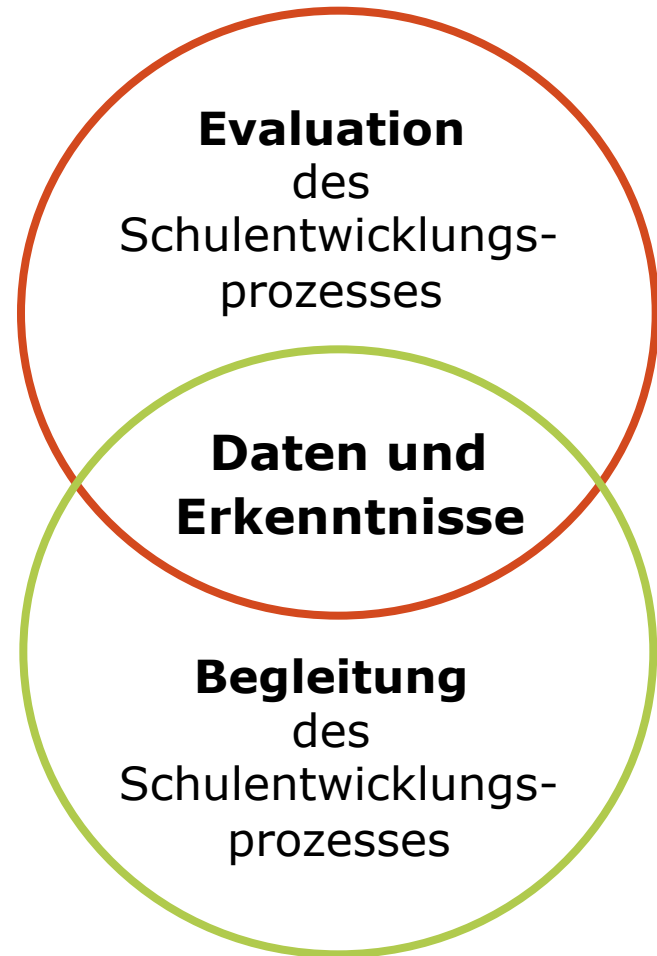 Evaluation
des
Schulentwicklungs-
prozesses
Daten und
Erkenntnisse
Begleitung
des
Schulentwicklungs-
prozesses